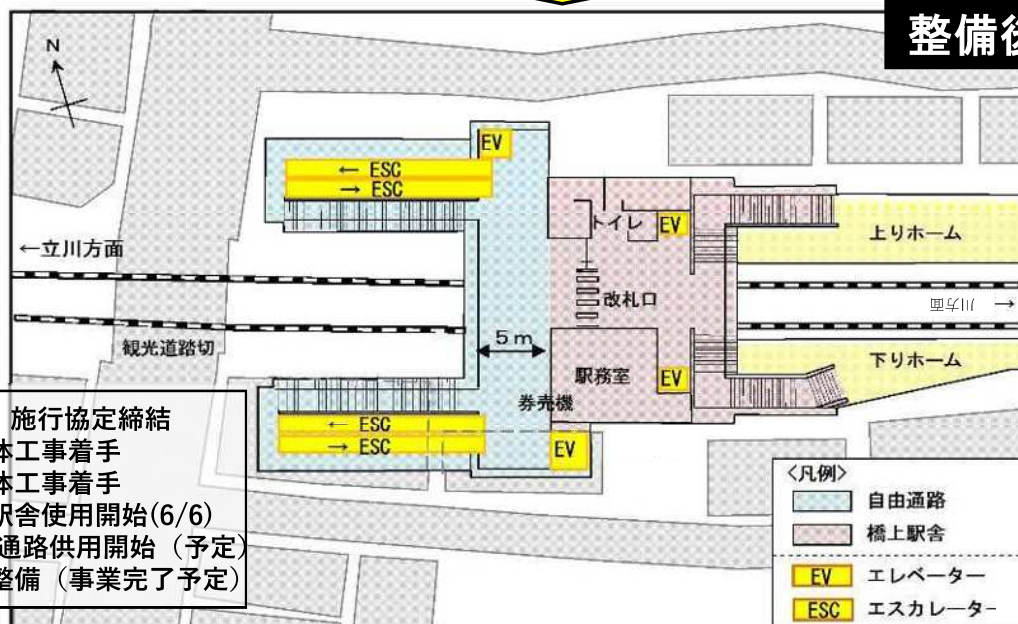 整備後
N
EV
← ESC
→ ESC
トイレ
EV
上りホーム
←立川方面
改札口
川方面 →
5m
観光道踏切
下りホーム
駅務室
EV
券売機
← ESC
→ ESC
EV
施行協定締結
本工事着手
本工事着手
駅舎使用開始(6/6)
通路供用開始（予定）
整備（事業完了予定）
<凡例>
自由通路
橋上駅舎
EV エレベーター
ESC エスカレーター